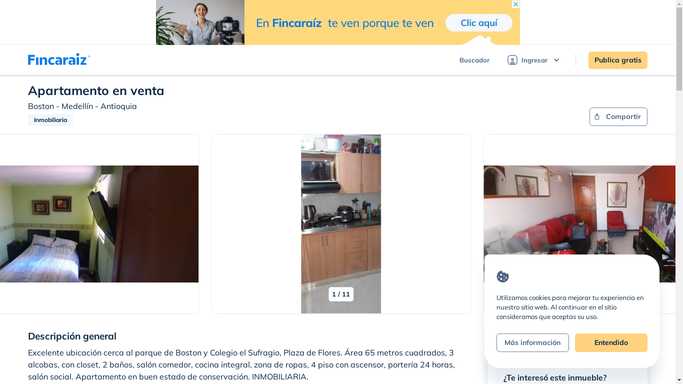 En Fincaraíz te ven porque te ven
Clic aquí
Fincaraiz
Buscador
Ingresar
Publica gratis
Apartamento en venta
Boston - Medellín - Antioquia
Inmobiliaria
Compartir
1 / 11
Descripción general
Excelente ubicación cerca al parque de Boston y Colegio el Sufragio, Plaza de Flores. Área 65 metros cuadrados, 3
alcobas, con closet, 2 baños, salón comedor, cocina integral, zona de ropas, 4 piso con ascensor, portería 24 horas,
salón social. Apartamento en buen estado de conservación. INMOBILIARIA.
Utilizamos cookies para mejorar tu experiencia en
nuestro sitio web. Al continuar en el sitio
consideramos que aceptas su uso.
Más información
Entendido
¿Te interesó este inmueble?